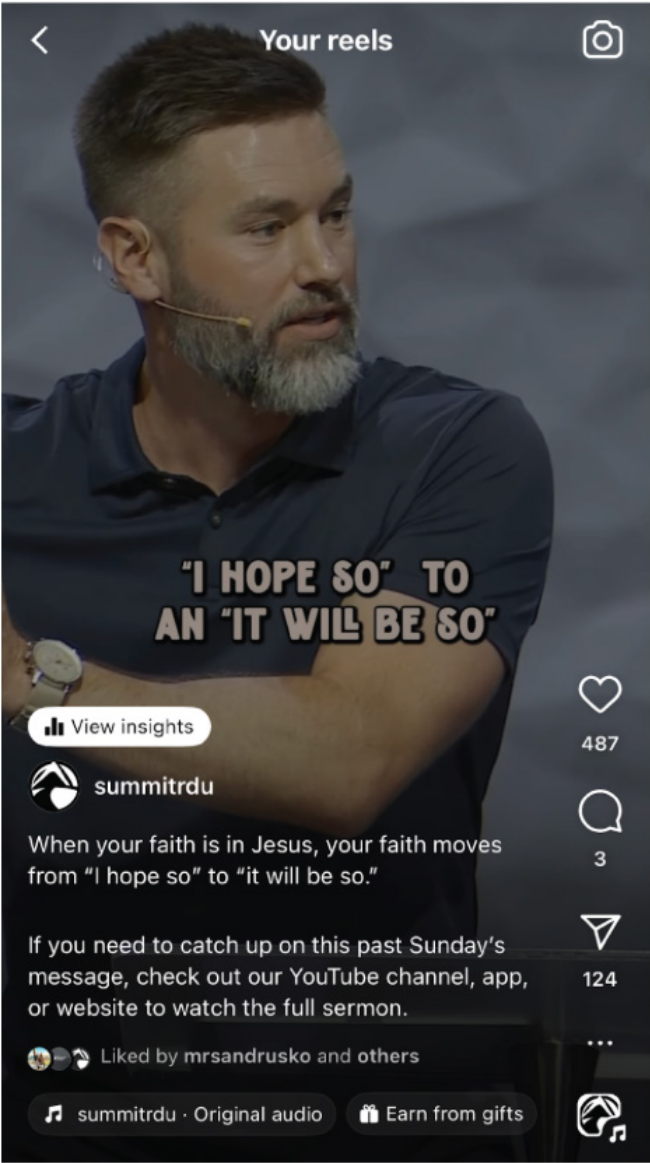 Your reels
“I HOPE SO” TO
AN “IT WILL BE SO”
View insights
summitrdu
When your faith is in Jesus, your faith moves
from “I hope so” to “it will be so.”
If you need to catch up on this past Sunday’s
message, check out our YouTube channel, app,
or website to watch the full sermon.
Liked by mrsandrusko and others
summitrdu · Original audio
Earn from gifts
487
3
124
...